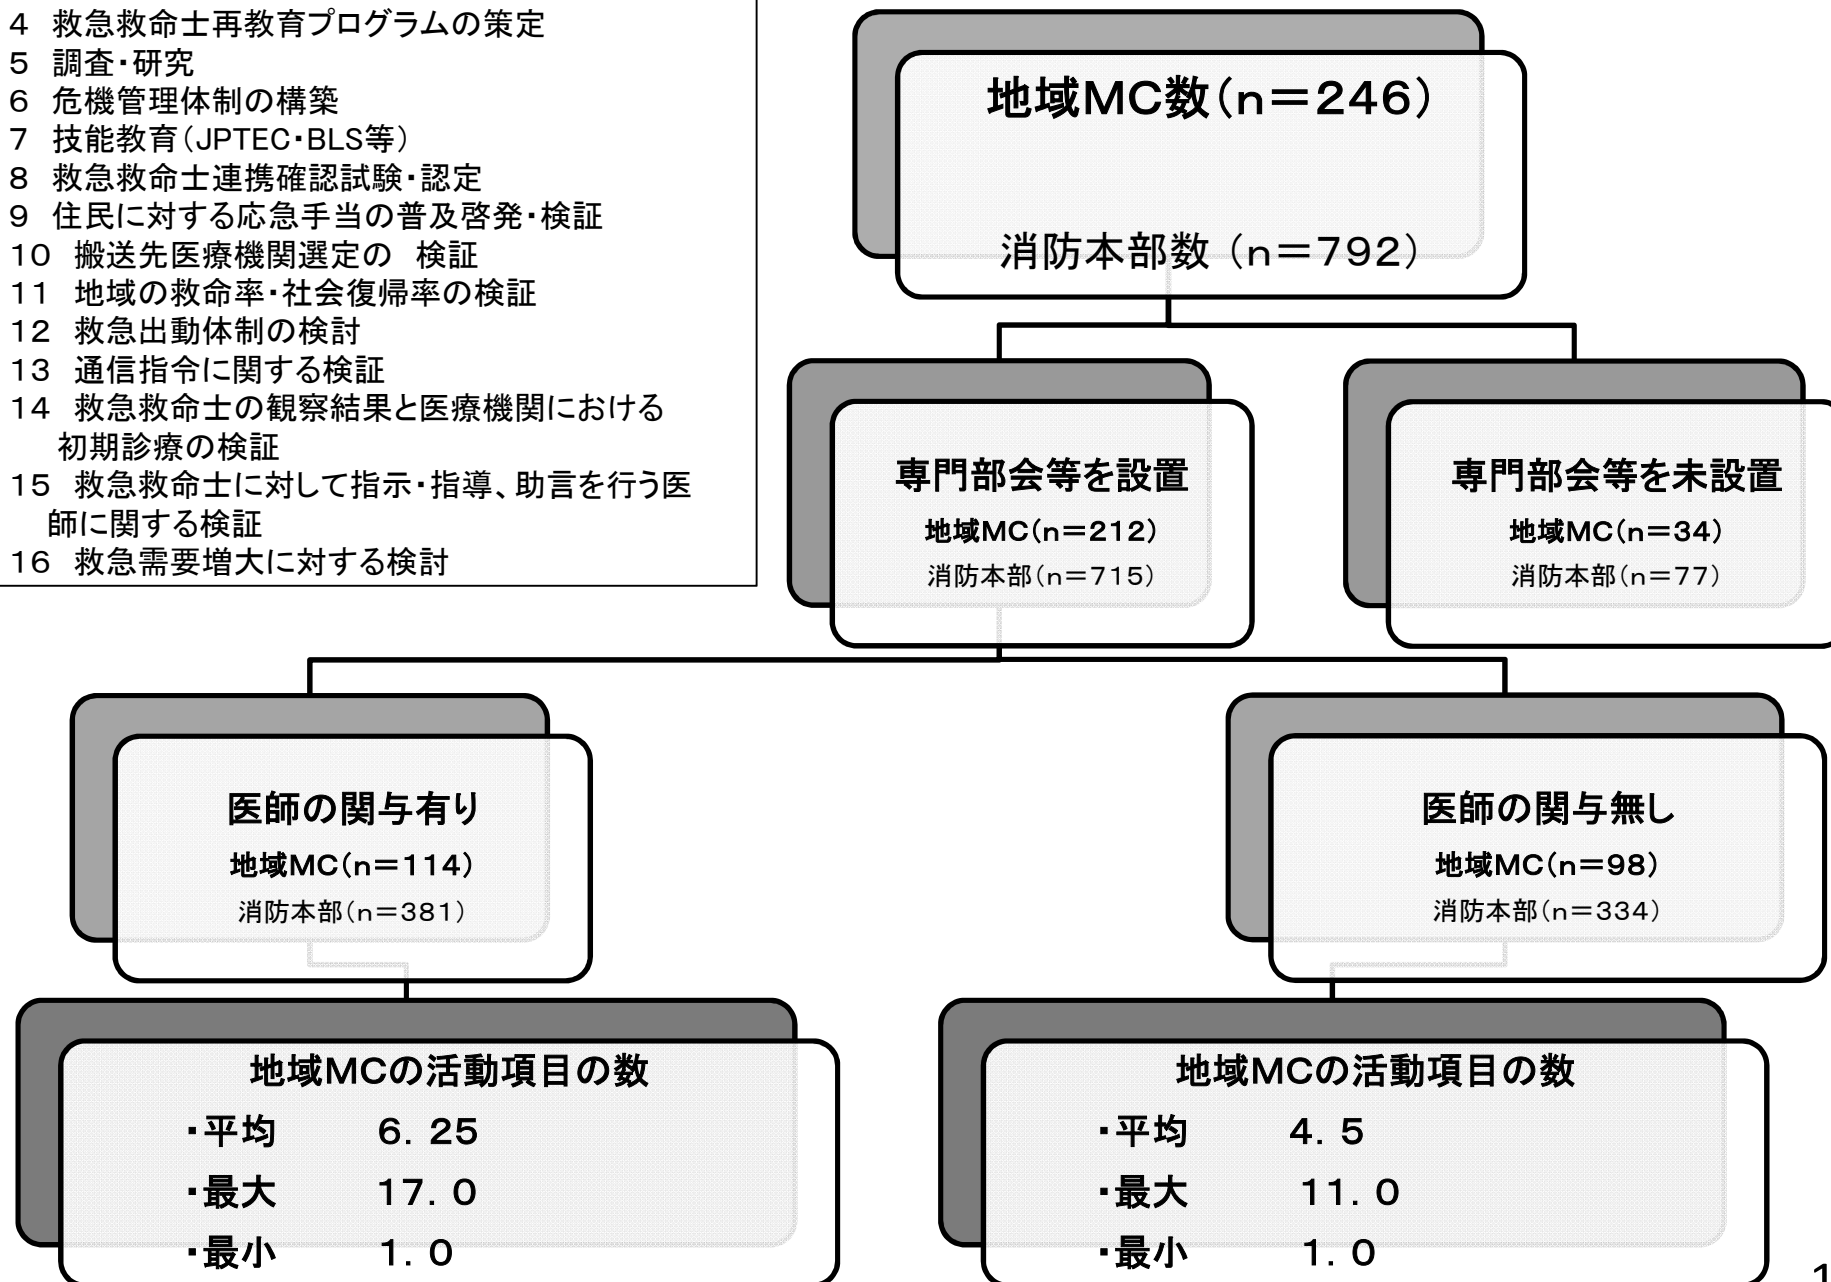 ４　救急救命士再教育プログラムの策定
５　調査・研究
６　危機管理体制の構築
７　技能教育（JPTEC・BLS等）
８　救急救命士連携確認試験・認定
９　住民に対する応急手当の普及啓発・検証
１０　搬送先医療機関選定の　検証
１１　地域の救命率・社会復帰率の検証
１２　救急出動体制の検討
１３　通信指令に関する検証
１４　救急救命士の観察結果と医療機関における
初期診療の検証
１５　救急救命士に対して指示・指導、助言を行う医
師に関する検証
１６　救急需要増大に対する検討
地域MC数（ｎ＝２４６）
消防本部数（ｎ＝７９２）
専門部会等を設置
地域MC（ｎ＝２１２）
消防本部（ｎ＝７１５）
専門部会等を未設置
地域MC（ｎ＝３４）
消防本部（ｎ＝７７）
医師の関与有り
地域MC（ｎ＝１１４）
消防本部（ｎ＝３８１）
医師の関与無し
地域MC（ｎ＝９８）
消防本部（ｎ＝３３４）
地域MCの活動項目の数
・平均　６．２５
・最大　１７．０
・最小　１．０
地域MCの活動項目の数
・平均　４．５
・最大　１１．０
・最小　１．０